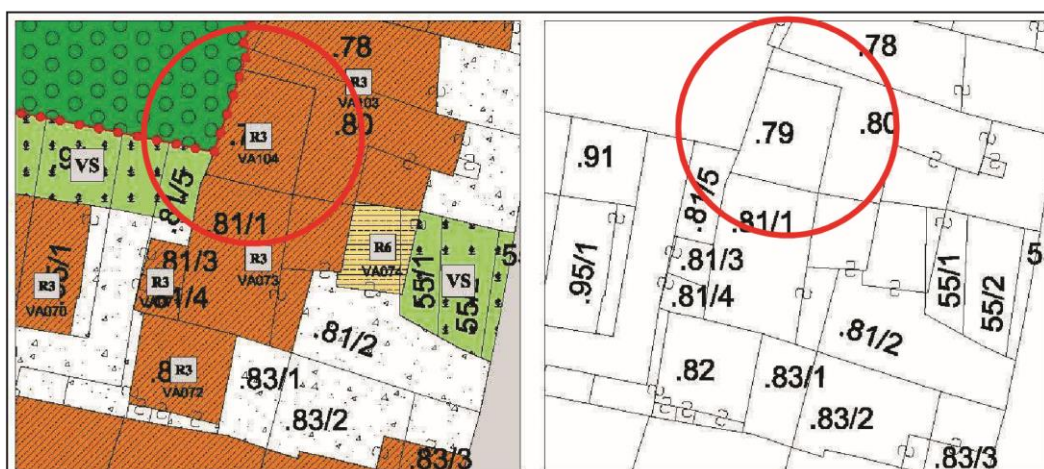 .78
R3
VA103
.80
R3
VA104
VS
.81/5
.81/1
R3
VA073
R6
VA074
55/1
VS
.81/3
R3
.81/4
R3
VA070
.95/1
.81/2
R3
VA072
.83/1
.83/2
.83/3
.78
.79
.80
.91
.81/5
.81/1
.81/3
.95/1
.81/4
55/1
55/2
5
.81/2
.82
.83/1
.83/2
.83/3